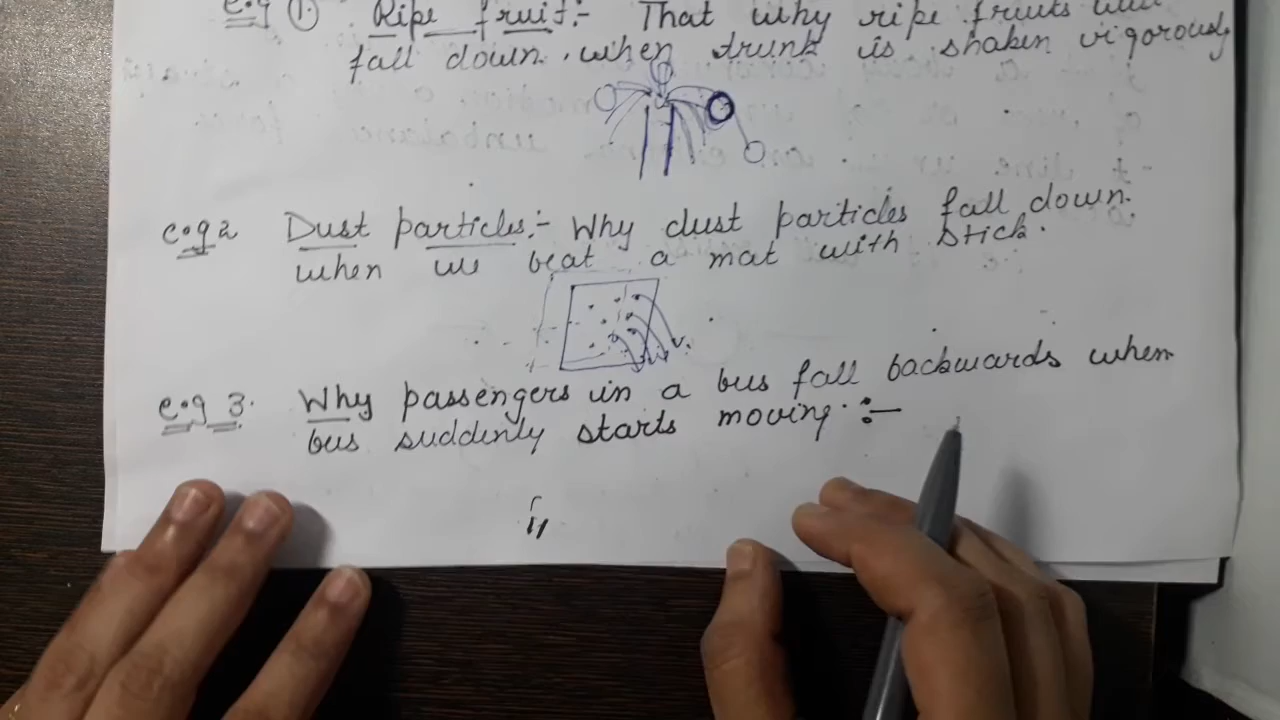 e.g ① Ripe fruit:- That why ripe fruits
fall down. when trunk is shaken vigorously
e.g 2 Dust particles:- Why dust particles fall down.
when we beat a mat with stick.
e.g 3. Why passengers in a bus fall backwards when
bus suddenly starts moving. :-